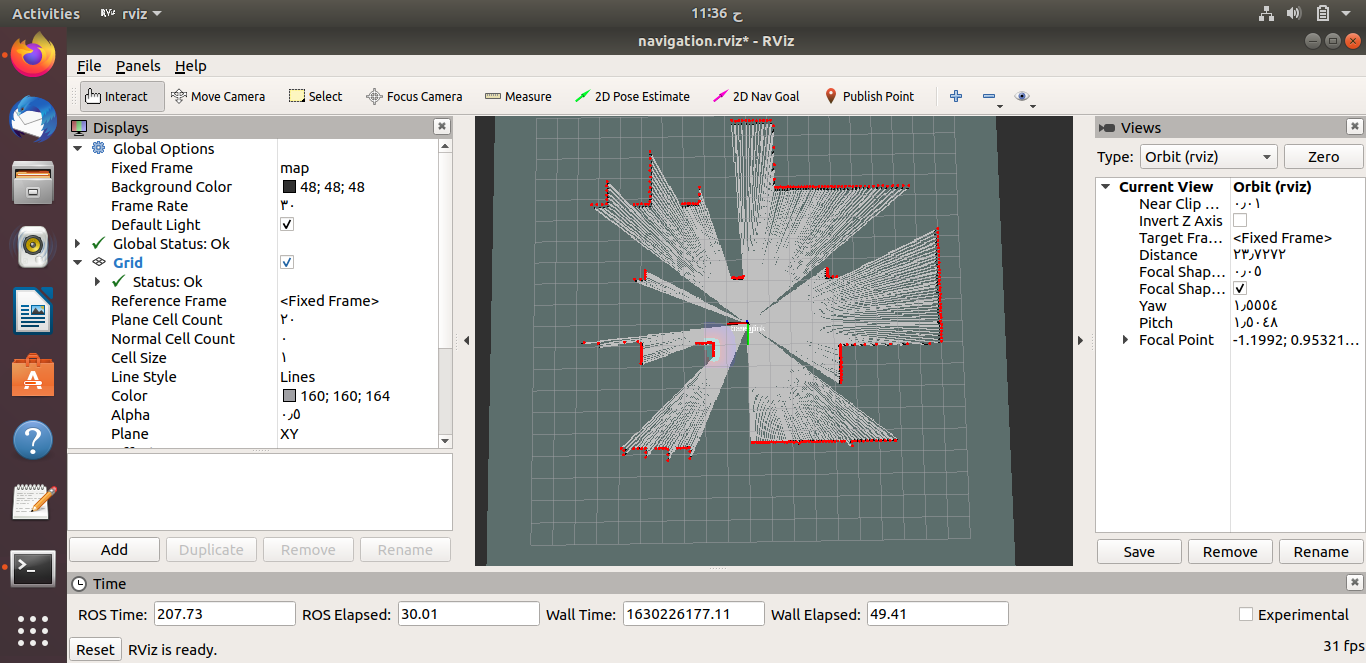 Activities
RViz rviz
11:36 ح
navigation.rviz* - RViz
File Panels Help
Interact Move Camera Select Focus Camera Measure 2D Pose Estimate 2D Nav Goal Publish Point
Displays
Global Options
Fixed Frame map
Background Color 48; 48; 48
Frame Rate ٣٠
Default Light
Global Status: Ok
Grid
Status: Ok
Reference Frame <Fixed Frame>
Plane Cell Count ٢٠
Normal Cell Count ٠
Cell Size ١
Line Style Lines
Color 160; 160; 164
Alpha ٠٫٥
Plane XY
Add Duplicate Remove Rename
Views
Type: Orbit (rviz) Zero
Current View Orbit (rviz)
Near Clip ... ٠٫٠١
Invert Z Axis
Target Fra... <Fixed Frame>
Distance ٢٣٫٧٢٧٢
Focal Shap... ٠٫٠٥
Focal Shap...
Yaw ١٫٥٥٥٤
Pitch ١٫٥٠٤٨
Focal Point -1.1992; 0.95321...
Save Remove Rename
Time
ROS Time: 207.73 ROS Elapsed: 30.01 Wall Time: 1630226177.11 Wall Elapsed: 49.41 Experimental
Reset RViz is ready. 31 fps